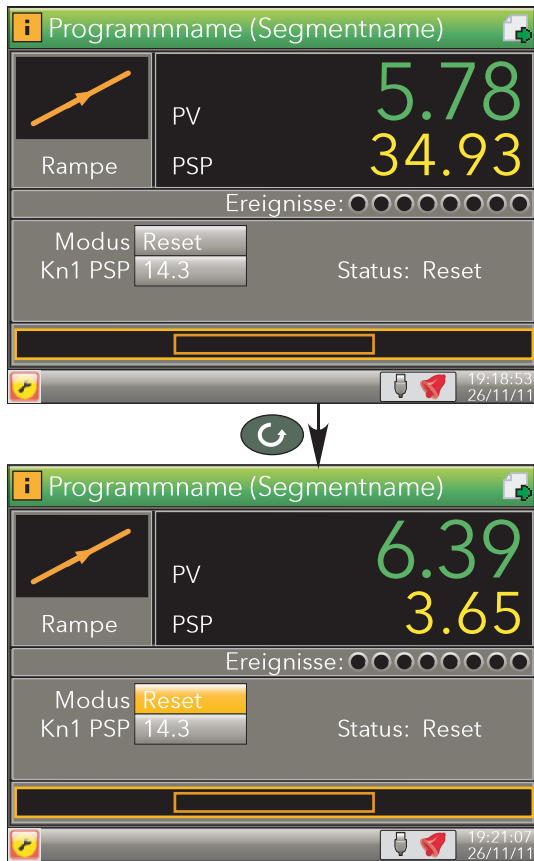 i Programmname (Segmentname)
PV 5.78
Rampe PSP 34.93
Ereignisse:
Modus Reset
Kn1 PSP 14.3 Status: Reset
19:18:53
26/11/11
i Programmname (Segmentname)
PV 6.39
Rampe PSP 3.65
Ereignisse:
Modus Reset
Kn1 PSP 14.3 Status: Reset
19:21:07
26/11/11